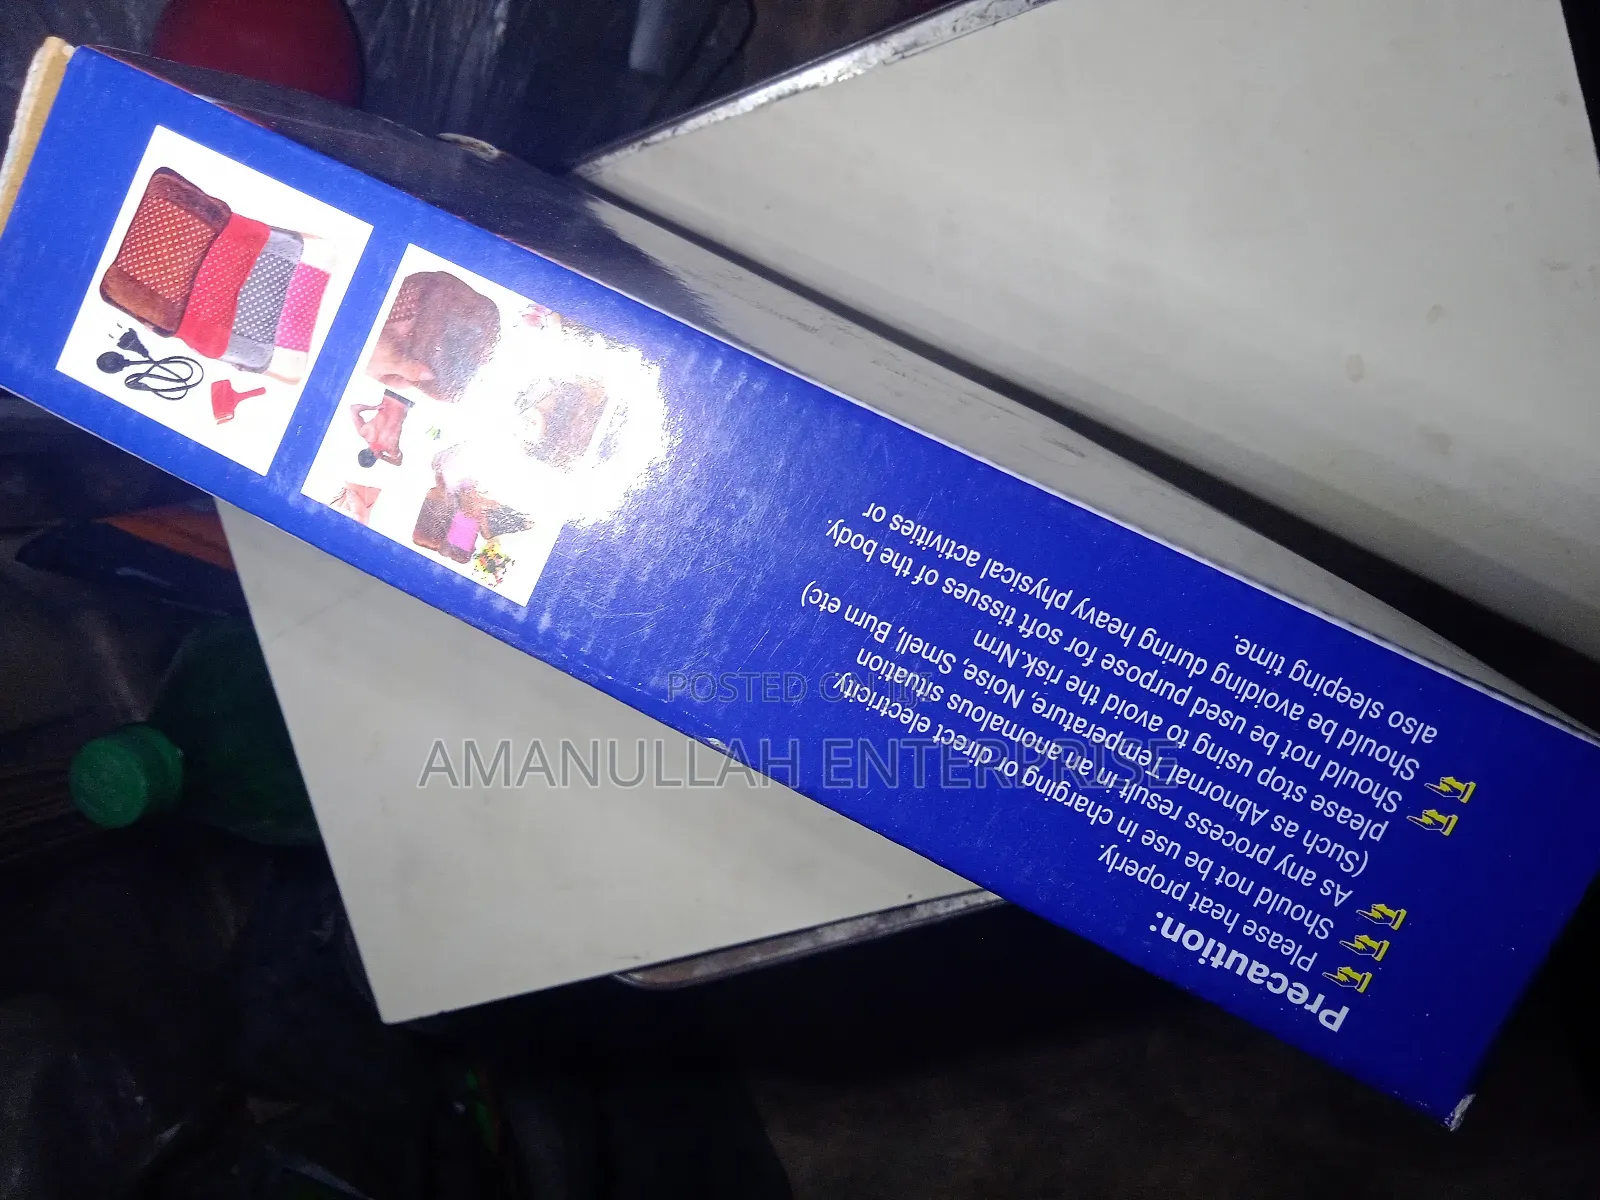 Precaution:
Please heat properly.
Should not be use in charging or direct electricity.
As any process result in an anomalous situation
(Such as Abnormal Temperature, Noise, Smell, Burn etc)
please stop using to avoid the risk.Nrm
Should not be used purpose for soft tissues of the body.
Should be avoiding during heavy physical activities or
also sleeping time.
POSTED ON JIJI
AMANULLAH ENTERPRISE